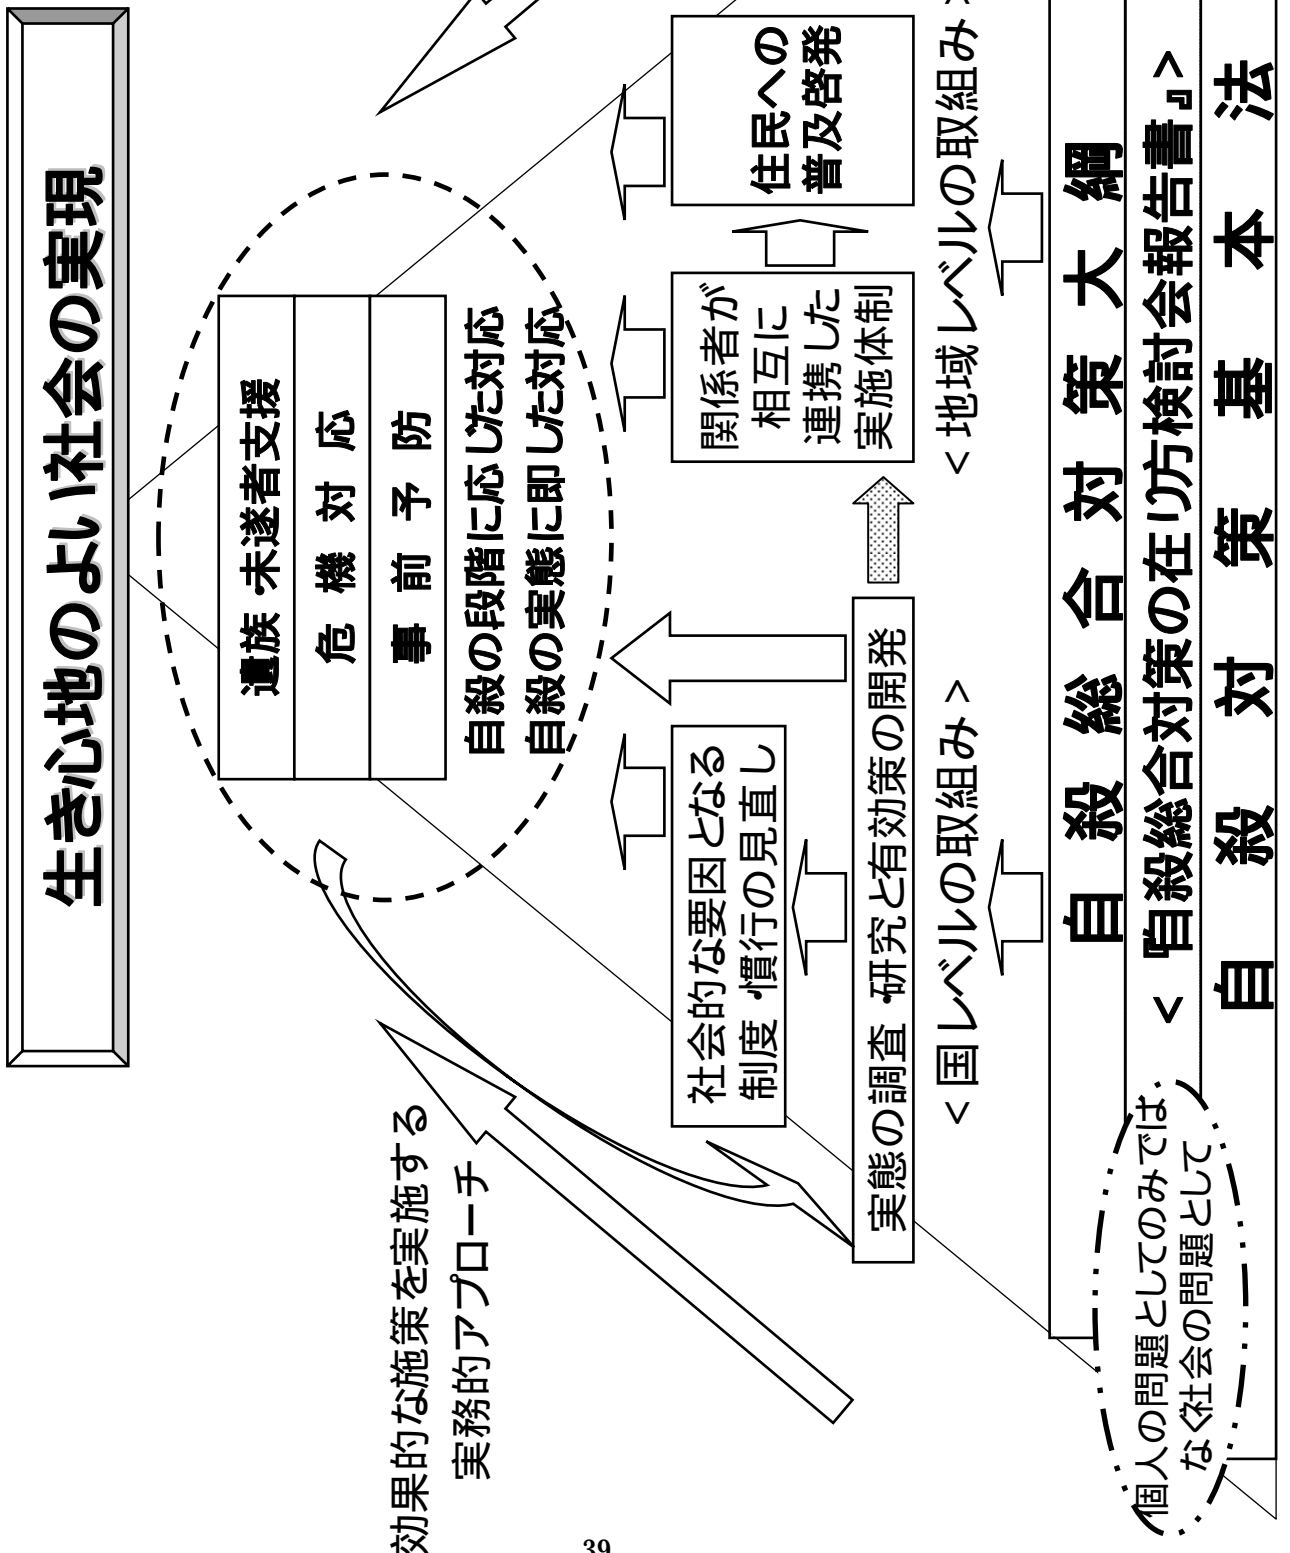 生き心地のよい社会の実現
遺族・未遂者支援
危機対応
事前予防
自殺の段階に応じた対応
自殺の実態に即した対応
効果的な施策を実施する
実務的アプローチ
社会的な要因となる
制度・慣行の見直し
関係者が
相互に
連携した
実施体制
住民への
普及啓発
実態の調査・研究と有効策の開発
＜国レベルの取組み＞
＜地域レベルの取組み＞
自殺総合対策大綱
＜『自殺総合対策の在り方検討会報告書』＞
自殺対策基本法
個人の問題としてのみでは
なく社会の問題として
39